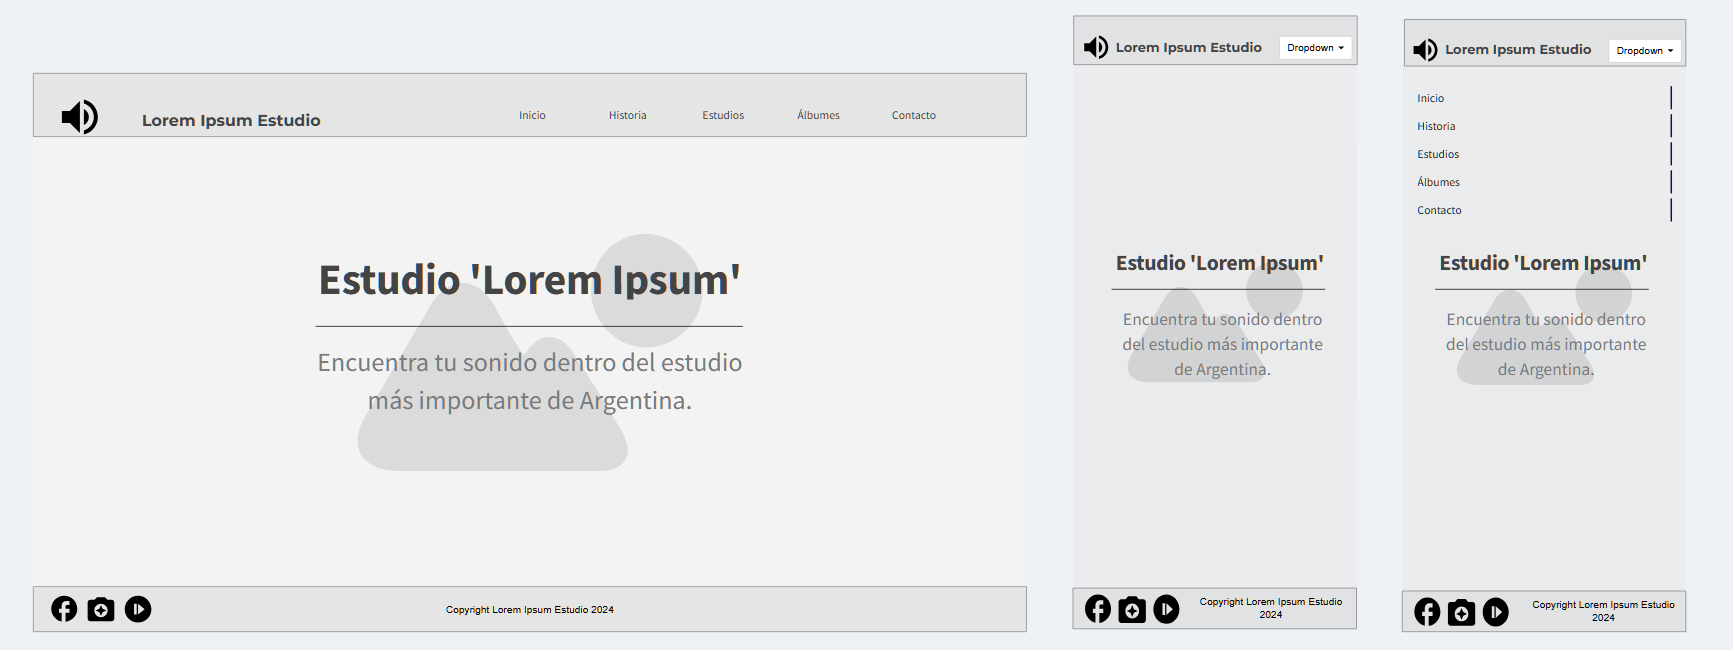 Lorem Ipsum Estudio
Inicio
Historia
Estudios
Álbumes
Contacto
Estudio 'Lorem Ipsum'
Encuentra tu sonido dentro del estudio
más importante de Argentina.
Copyright Lorem Ipsum Estudio 2024
Lorem Ipsum Estudio
Dropdown
Estudio 'Lorem Ipsum'
Encuentra tu sonido dentro
del estudio más importante
de Argentina.
Copyright Lorem Ipsum Estudio
2024
Lorem Ipsum Estudio
Dropdown
Inicio
Historia
Estudios
Álbumes
Contacto
Estudio 'Lorem Ipsum'
Encuentra tu sonido dentro
del estudio más importante
de Argentina.
Copyright Lorem Ipsum Estudio
2024